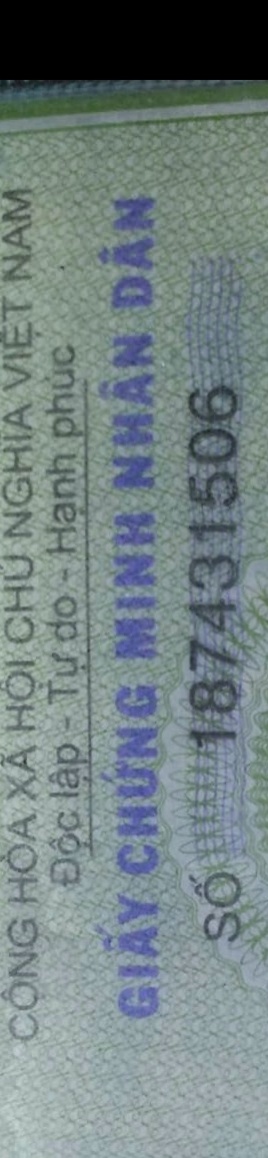 CỘNG HÒA XÃ HỘI CHỦ NGHĨA VIỆT NAM
Độc lập - Tự do - Hạnh phúc
GIẤY CHỨNG MINH NHÂN DÂN
SỐ 187431506